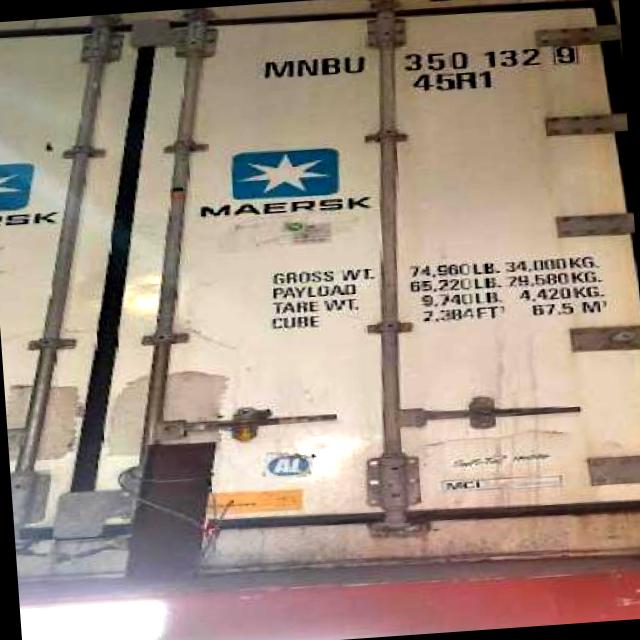 MNBU 350 132 9
45R1
MAERSK
RSK
GROSS WT. 74,960 LB. 34,000 KG.
PAYLOAD 65,220 LB. 29,580 KG.
TARE WT. 9,740 LB. 4,420 KG.
CUBE 2,384 FT³ 67.5 M³
AL
MCI